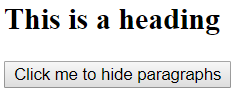 This is a heading
Click me to hide paragraphs